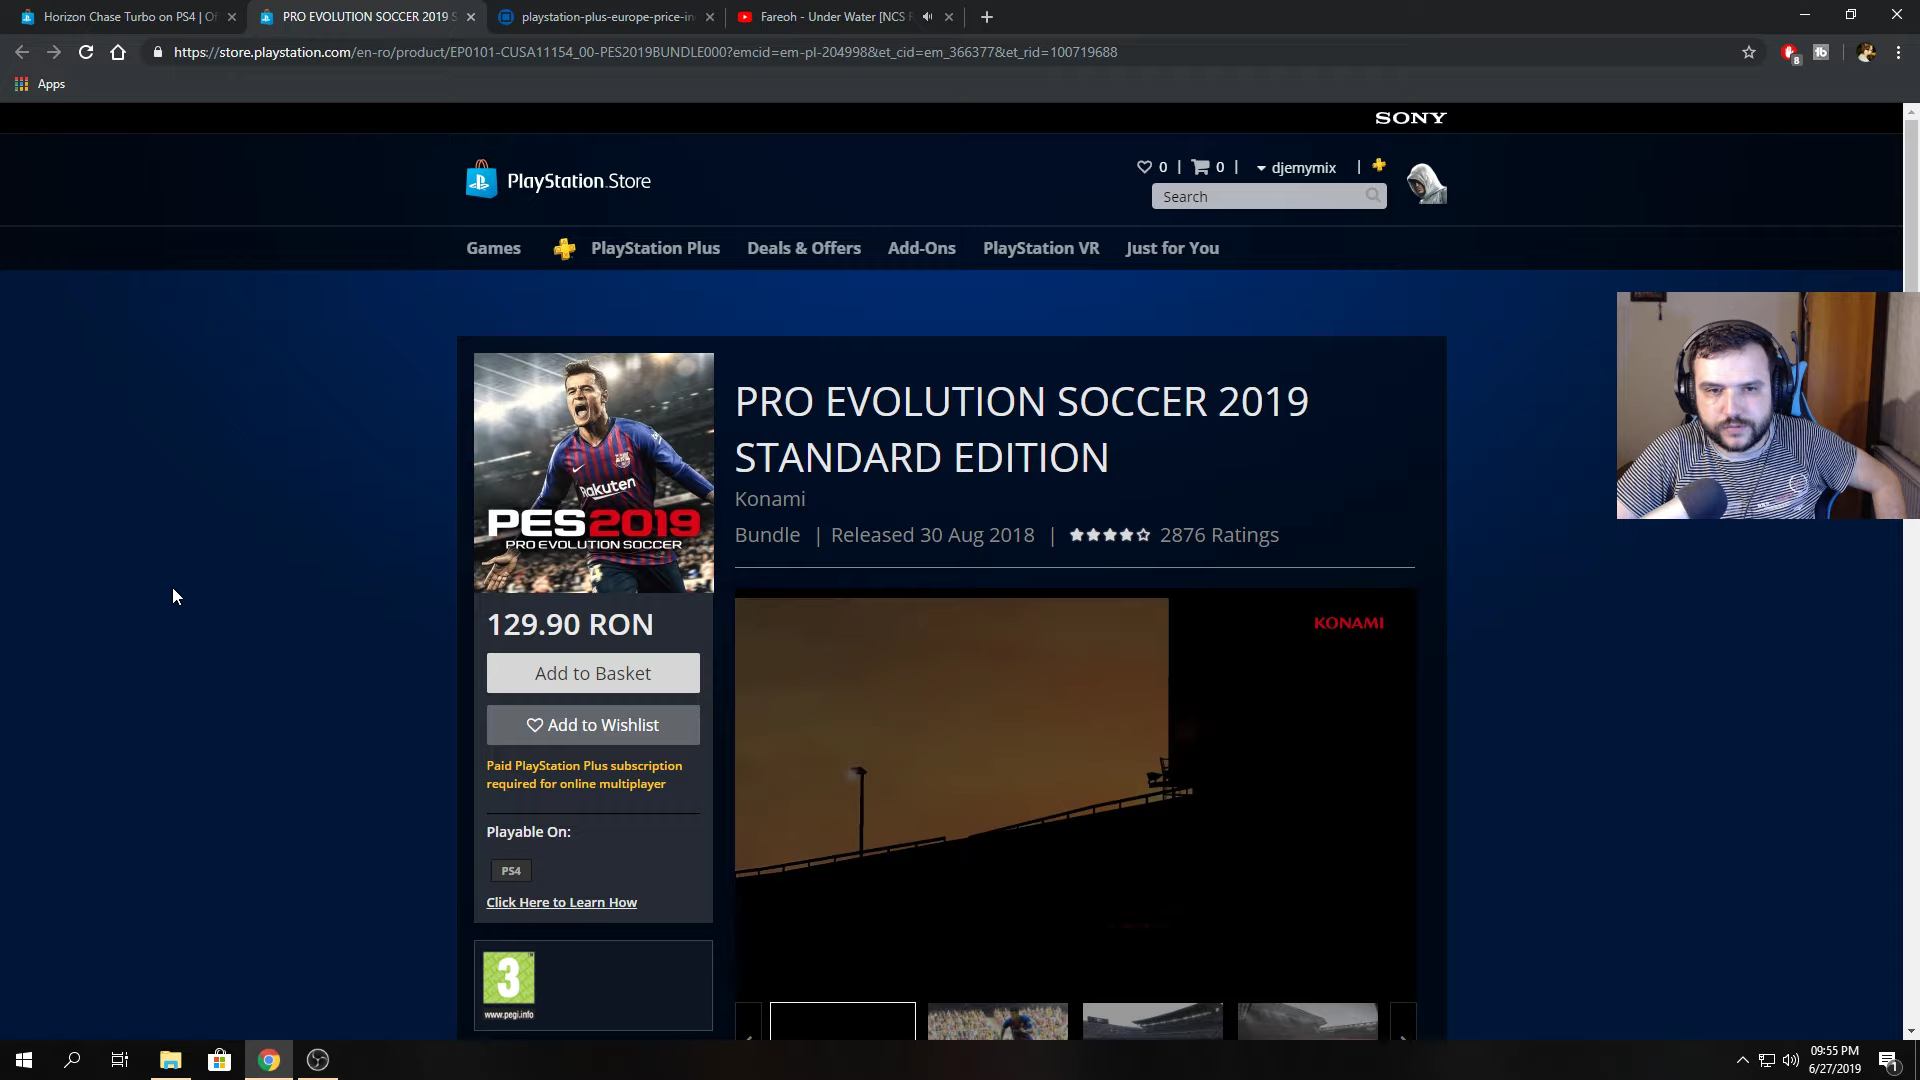 Horizon Chase Turbo on PS4 | Of
PRO EVOLUTION SOCCER 2019 S
playstation-plus-europe-price-in
Fareoh - Under Water [NCS R
https://store.playstation.com/en-ro/product/EP0101-CUSA11154_00-PES2019BUNDLE000?emcid=em-pl-204998&et_cid=em_366377&et_rid=100719688
8
Apps
SONY
PlayStation.Store
0 | 0 | djemymix |
Search
Games PlayStation Plus Deals & Offers Add-Ons PlayStation VR Just for You
Rakuten
PES2019
PRO EVOLUTION SOCCER
PRO EVOLUTION SOCCER 2019
STANDARD EDITION
Konami
Bundle | Released 30 Aug 2018 | 2876 Ratings
129.90 RON
Add to Basket
Add to Wishlist
Paid PlayStation Plus subscription
required for online multiplayer
Playable On:
PS4
Click Here to Learn How
3
www.pegi.info
KONAMI
09:55 PM
6/27/2019
1